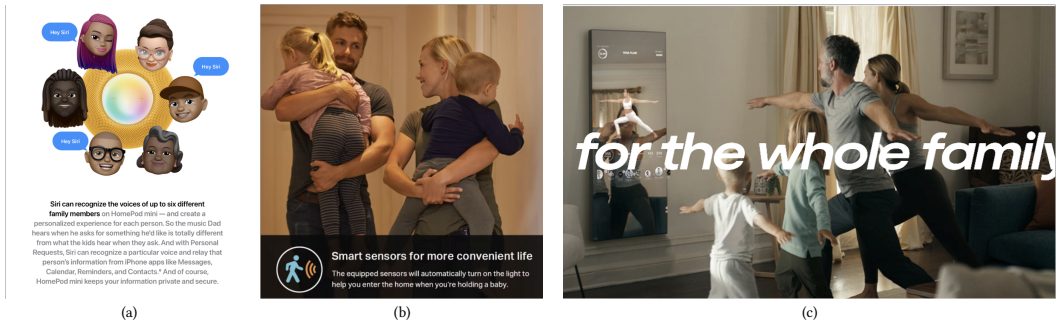 Hey Siri
Hey Siri
Hey Siri
Siri can recognize the voices of up to six different
family members on HomePod mini — and create a
personalized experience for each person. So the music Dad
hears when he asks for something he'd like is totally different
from what the kids hear when they ask. And with Personal
Requests, Siri can recognize a particular voice and relay that
person's information from iPhone apps like Messages,
Calendar, Reminders, and Contacts.⁶ And of course,
HomePod mini keeps your information private and secure.
(a)
Smart sensors for more convenient life
The equipped sensors will automatically turn on the light to
help you enter the home when you're holding a baby.
(b)
for the whole family
(c)